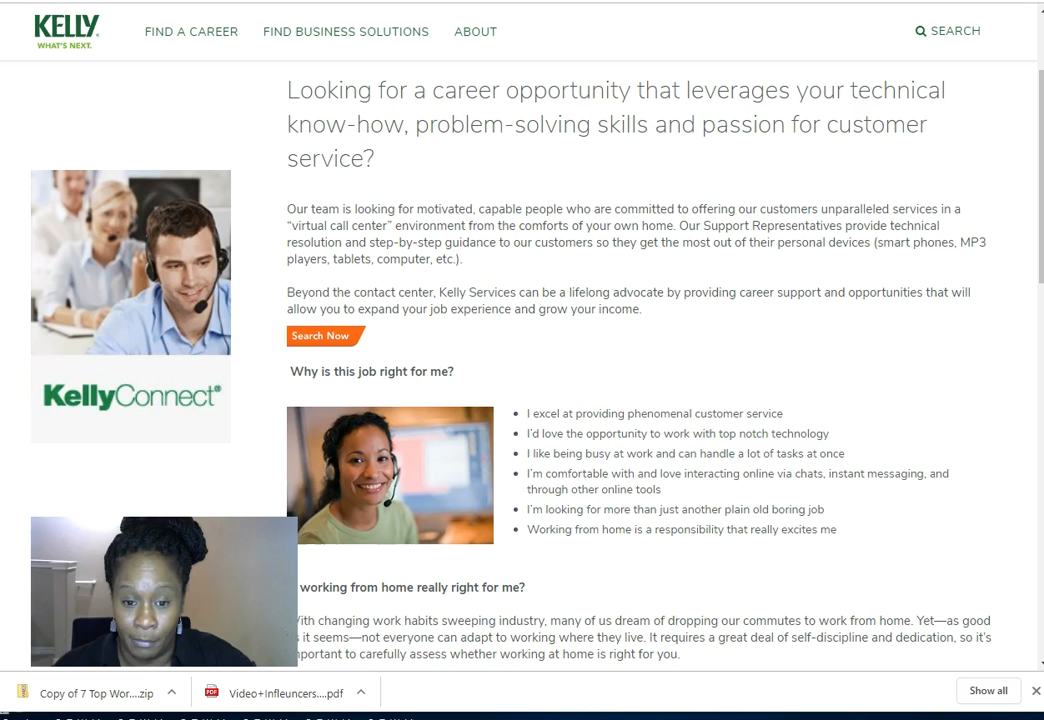 KELLY
WHAT'S NEXT.
FIND A CAREER
FIND BUSINESS SOLUTIONS
ABOUT
SEARCH
Looking for a career opportunity that leverages your technical
know-how, problem-solving skills and passion for customer
service?
Our team is looking for motivated, capable people who are committed to offering our customers unparalleled services in a
“virtual call center” environment from the comforts of your own home. Our Support Representatives provide technical
resolution and step-by-step guidance to our customers so they get the most out of their personal devices (smart phones, MP3
players, tablets, computer, etc.).
Beyond the contact center, Kelly Services can be a lifelong advocate by providing career support and opportunities that will
allow you to expand your job experience and grow your income.
Search Now
KellyConnect®
Why is this job right for me?
• I excel at providing phenomenal customer service
• I'd love the opportunity to work with top notch technology
• I like being busy at work and can handle a lot of tasks at once
• I'm comfortable with and love interacting online via chats, instant messaging, and
through other online tools
• I'm looking for more than just another plain old boring job
• Working from home is a responsibility that really excites me
working from home really right for me?
ith changing work habits sweeping industry, many of us dream of dropping our commutes to work from home. Yet—as good
it seems—not everyone can adapt to working where they live. It requires a great deal of self-discipline and dedication, so it's
portant to carefully assess whether working at home is right for you.
Copy of 7 Top Wor....zip
PDF
Video+Infleuncers....pdf
Show all